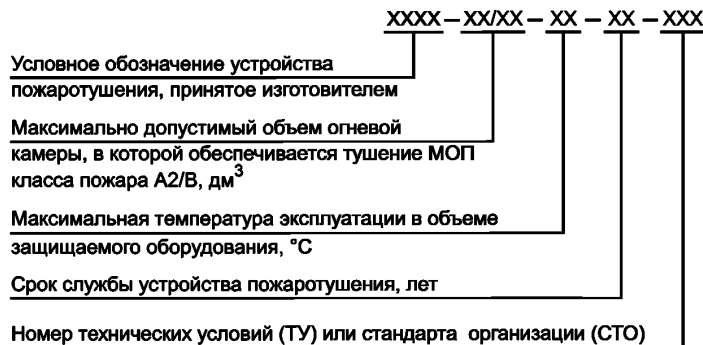 XXXX – XX/XX – XX – XX – XXX
Условное обозначение устройства
пожаротушения, принятое изготовителем
Максимально допустимый объем огневой
камеры, в которой обеспечивается тушение МОП
класса пожара А2/В, дм³
Максимальная температура эксплуатации в объеме
защищаемого оборудования, °С
Срок службы устройства пожаротушения, лет
Номер технических условий (ТУ) или стандарта организации (СТО)